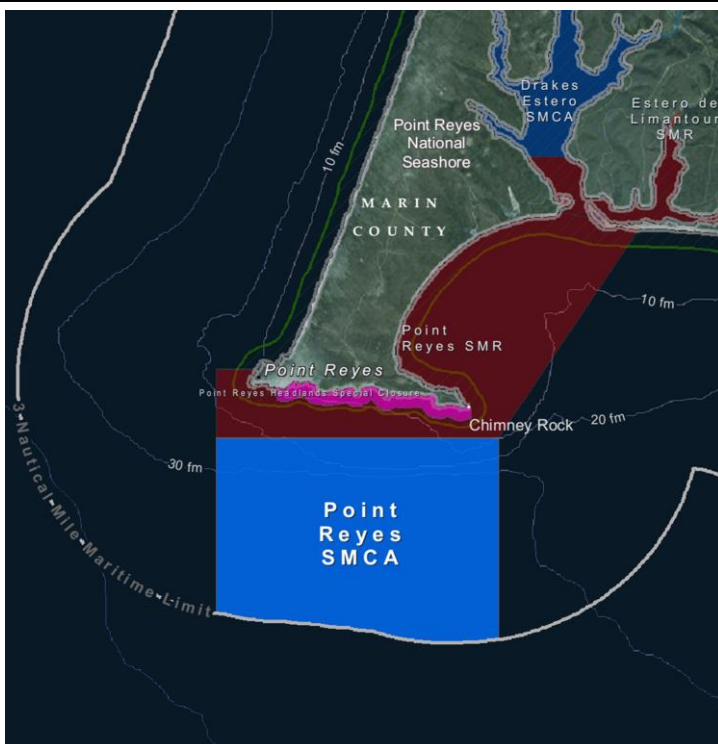 Drakes
Estero
SMCA
Estero de
Limantour
SMR
Point Reyes
National
Seashore
10 fm
MARIN
COUNTY
10 fm
Point
Reyes SMR
Point Reyes
Point Reyes Headlands Special Closure
Chimney Rock
20 fm
30 fm
3-Nautical-Mile-Maritime-Limit
Point
Reyes
SMCA